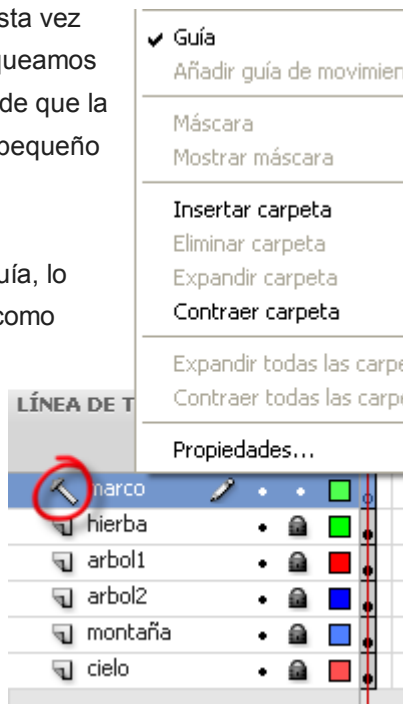 sta vez
queamos
de que la
pequeño
uía, lo
como
Guía
Añadir guía de movimien
Máscara
Mostrar máscara
Insertar carpeta
Eliminar carpeta
Expandir carpeta
Contraer carpeta
Expandir todas las carpe
Contraer todas las carpe
Propiedades...
LÍNEA DE T
marco
hierba
arbol1
arbol2
montaña
cielo